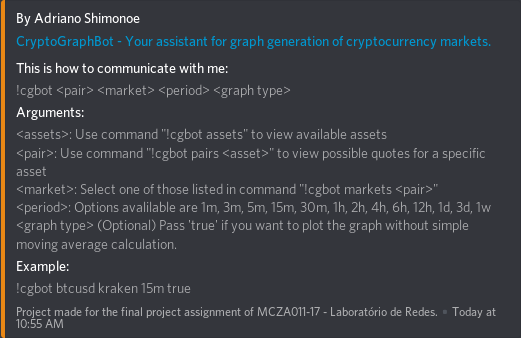 By Adriano Shimonoe
CryptoGraphBot - Your assistant for graph generation of cryptocurrency markets.
This is how to communicate with me:
!cgbot <pair> <market> <period> <graph type>
Arguments:
<assets>: Use command "!cgbot assets" to view available assets
<pair>: Use command "!cgbot pairs <asset>" to view possible quotes for a specific
asset
<market>: Select one of those listed in command "!cgbot markets <pair>"
<period>: Options avalilable are 1m, 3m, 5m, 15m, 30m, 1h, 2h, 4h, 6h, 12h, 1d, 3d, 1w
<graph type> (Optional) Pass 'true' if you want to plot the graph without simple
moving average calculation.
Example:
!cgbot btcusd kraken 15m true
Project made for the final project assignment of MCZA011-17 - Laboratório de Redes. • Today at
10:55 AM